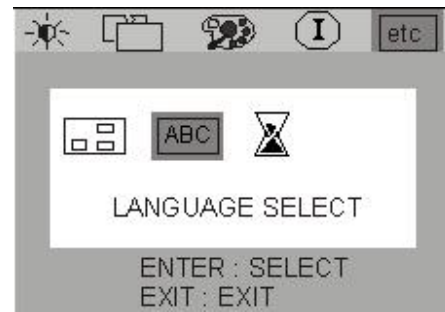 I etc
ABC
LANGUAGE SELECT
ENTER : SELECT
EXIT : EXIT